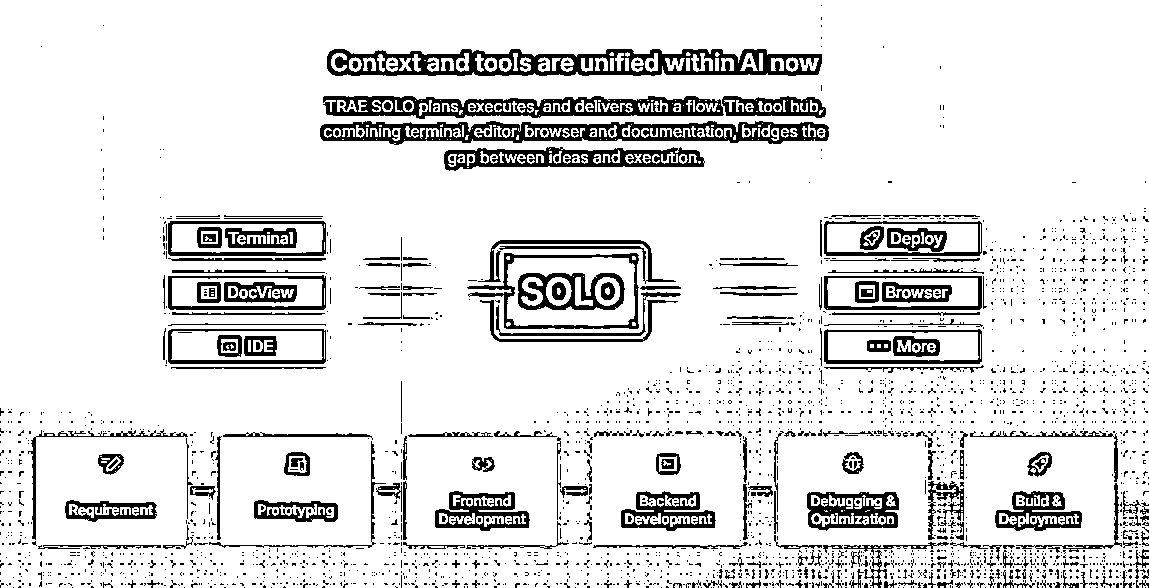 Context and tools are unified within AI now
TRAE SOLO plans, executes, and delivers with a flow. The tool hub,
combining terminal, editor, browser and documentation, bridges the
gap between ideas and execution.
Terminal
DocView
IDE
SOLO
Deploy
Browser
More
Requirement
Prototyping
Frontend
Development
Backend
Development
Debugging &
Optimization
Build &
Deployment